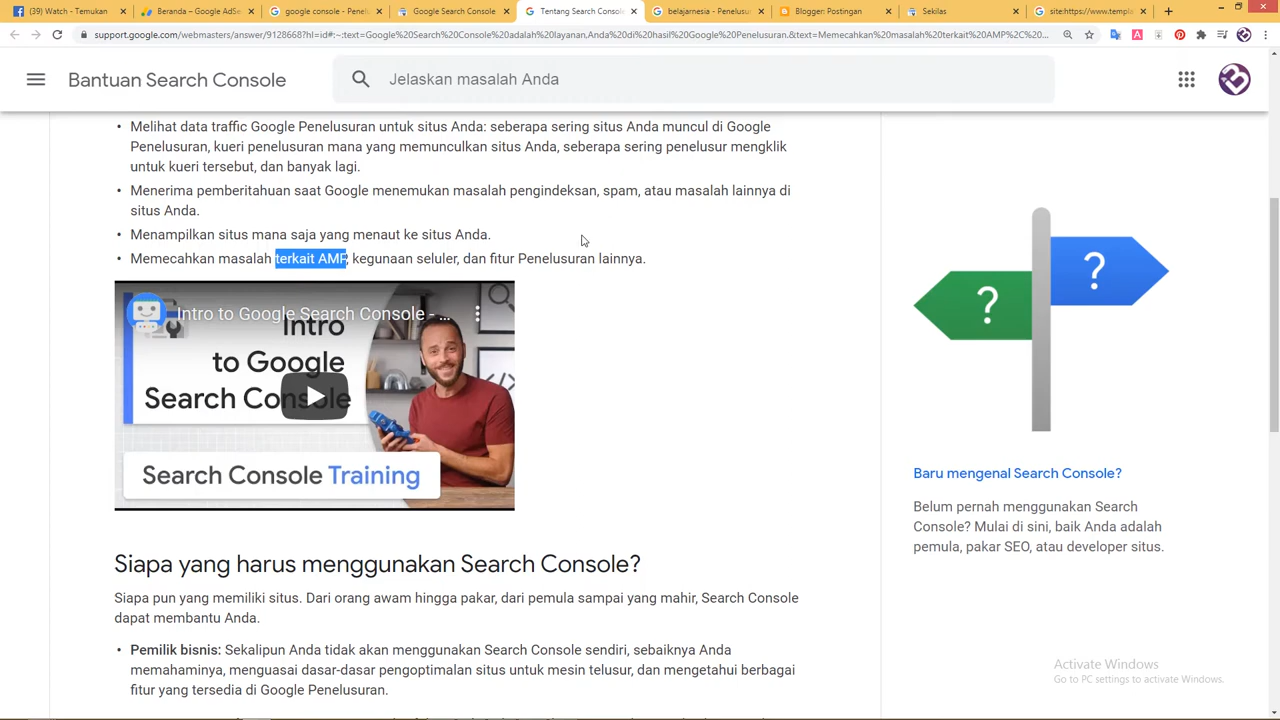 (39) Watch - Temukan
Beranda – Google AdSe
google console - Penel
Google Search Console
Tentang Search Console
belajarnesia - Penelusu
Blogger: Postingan
Sekilas
site:https://www.templa
support.google.com/webmasters/answer/9128668?hl=id#:~:text=Google%20Search%20Console%20adalah%20layanan,Anda%20di%20hasil%20Google%20Penelusuran.&text=Memecahkan%20masalah%20terkait%20AMP%2C%20...
Bantuan Search Console
Jelaskan masalah Anda
• Melihat data traffic Google Penelusuran untuk situs Anda: seberapa sering situs Anda muncul di Google
Penelusuran, kueri penelusuran mana yang memunculkan situs Anda, seberapa sering penelusur mengklik
untuk kueri tersebut, dan banyak lagi.
• Menerima pemberitahuan saat Google menemukan masalah pengindeksan, spam, atau masalah lainnya di
situs Anda.
• Menampilkan situs mana saja yang menaut ke situs Anda.
• Memecahkan masalah terkait AMP, kegunaan seluler, dan fitur Penelusuran lainnya.
Intro to Google Search Console - ...
Intro
to Google
Search Console
Search Console Training
? ?
Baru mengenal Search Console?
Belum pernah menggunakan Search
Console? Mulai di sini, baik Anda adalah
pemula, pakar SEO, atau developer situs.
Siapa yang harus menggunakan Search Console?
Siapa pun yang memiliki situs. Dari orang awam hingga pakar, dari pemula sampai yang mahir, Search Console
dapat membantu Anda.
• Pemilik bisnis: Sekalipun Anda tidak akan menggunakan Search Console sendiri, sebaiknya Anda
memahaminya, menguasai dasar-dasar pengoptimalan situs untuk mesin telusur, dan mengetahui berbagai
fitur yang tersedia di Google Penelusuran.
Activate Windows
Go to PC settings to activate Windows.